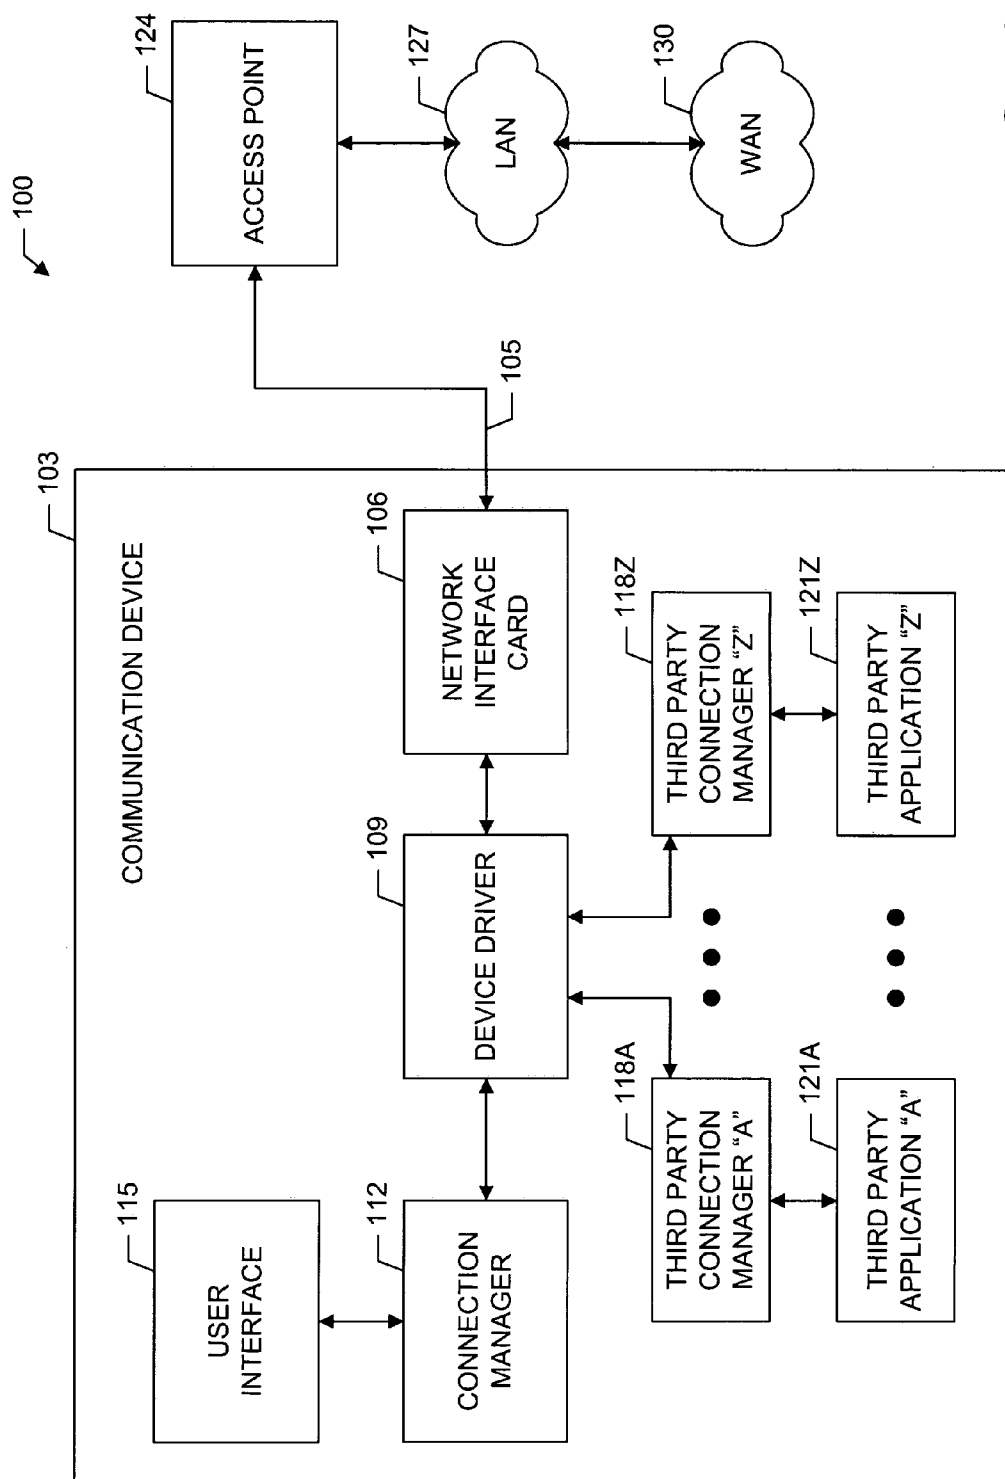 100
103
COMMUNICATION DEVICE
115
USER
INTERFACE
112
CONNECTION
MANAGER
109
DEVICE DRIVER
106
NETWORK
INTERFACE
CARD
105
124
ACCESS POINT
127
LAN
130
WAN
118A
THIRD PARTY
CONNECTION
MANAGER “A”
118Z
THIRD PARTY
CONNECTION
MANAGER “Z”
121A
THIRD PARTY
APPLICATION “A”
121Z
THIRD PARTY
APPLICATION “Z”